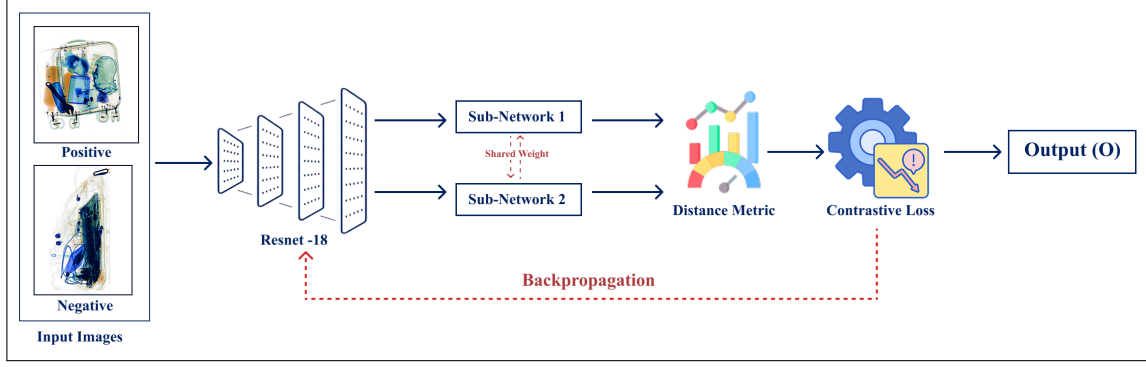 Positive
Negative
Input Images
Resnet -18
Sub-Network 1
Shared Weight
Sub-Network 2
Distance Metric
Contrastive Loss
Output (O)
Backpropagation